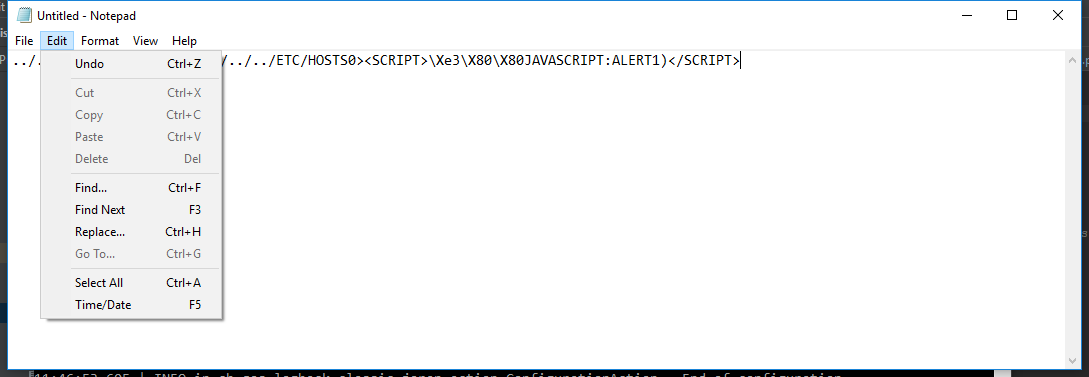 Untitled - Notepad
File Edit Format View Help
../ /../../ETC/HOSTS0><SCRIPT>\Xe3\X80\X80JAVASCRIPT:ALERT1)</SCRIPT>
Undo Ctrl+Z
Cut Ctrl+X
Copy Ctrl+C
Paste Ctrl+V
Delete Del
Find... Ctrl+F
Find Next F3
Replace... Ctrl+H
Go To... Ctrl+G
Select All Ctrl+A
Time/Date F5